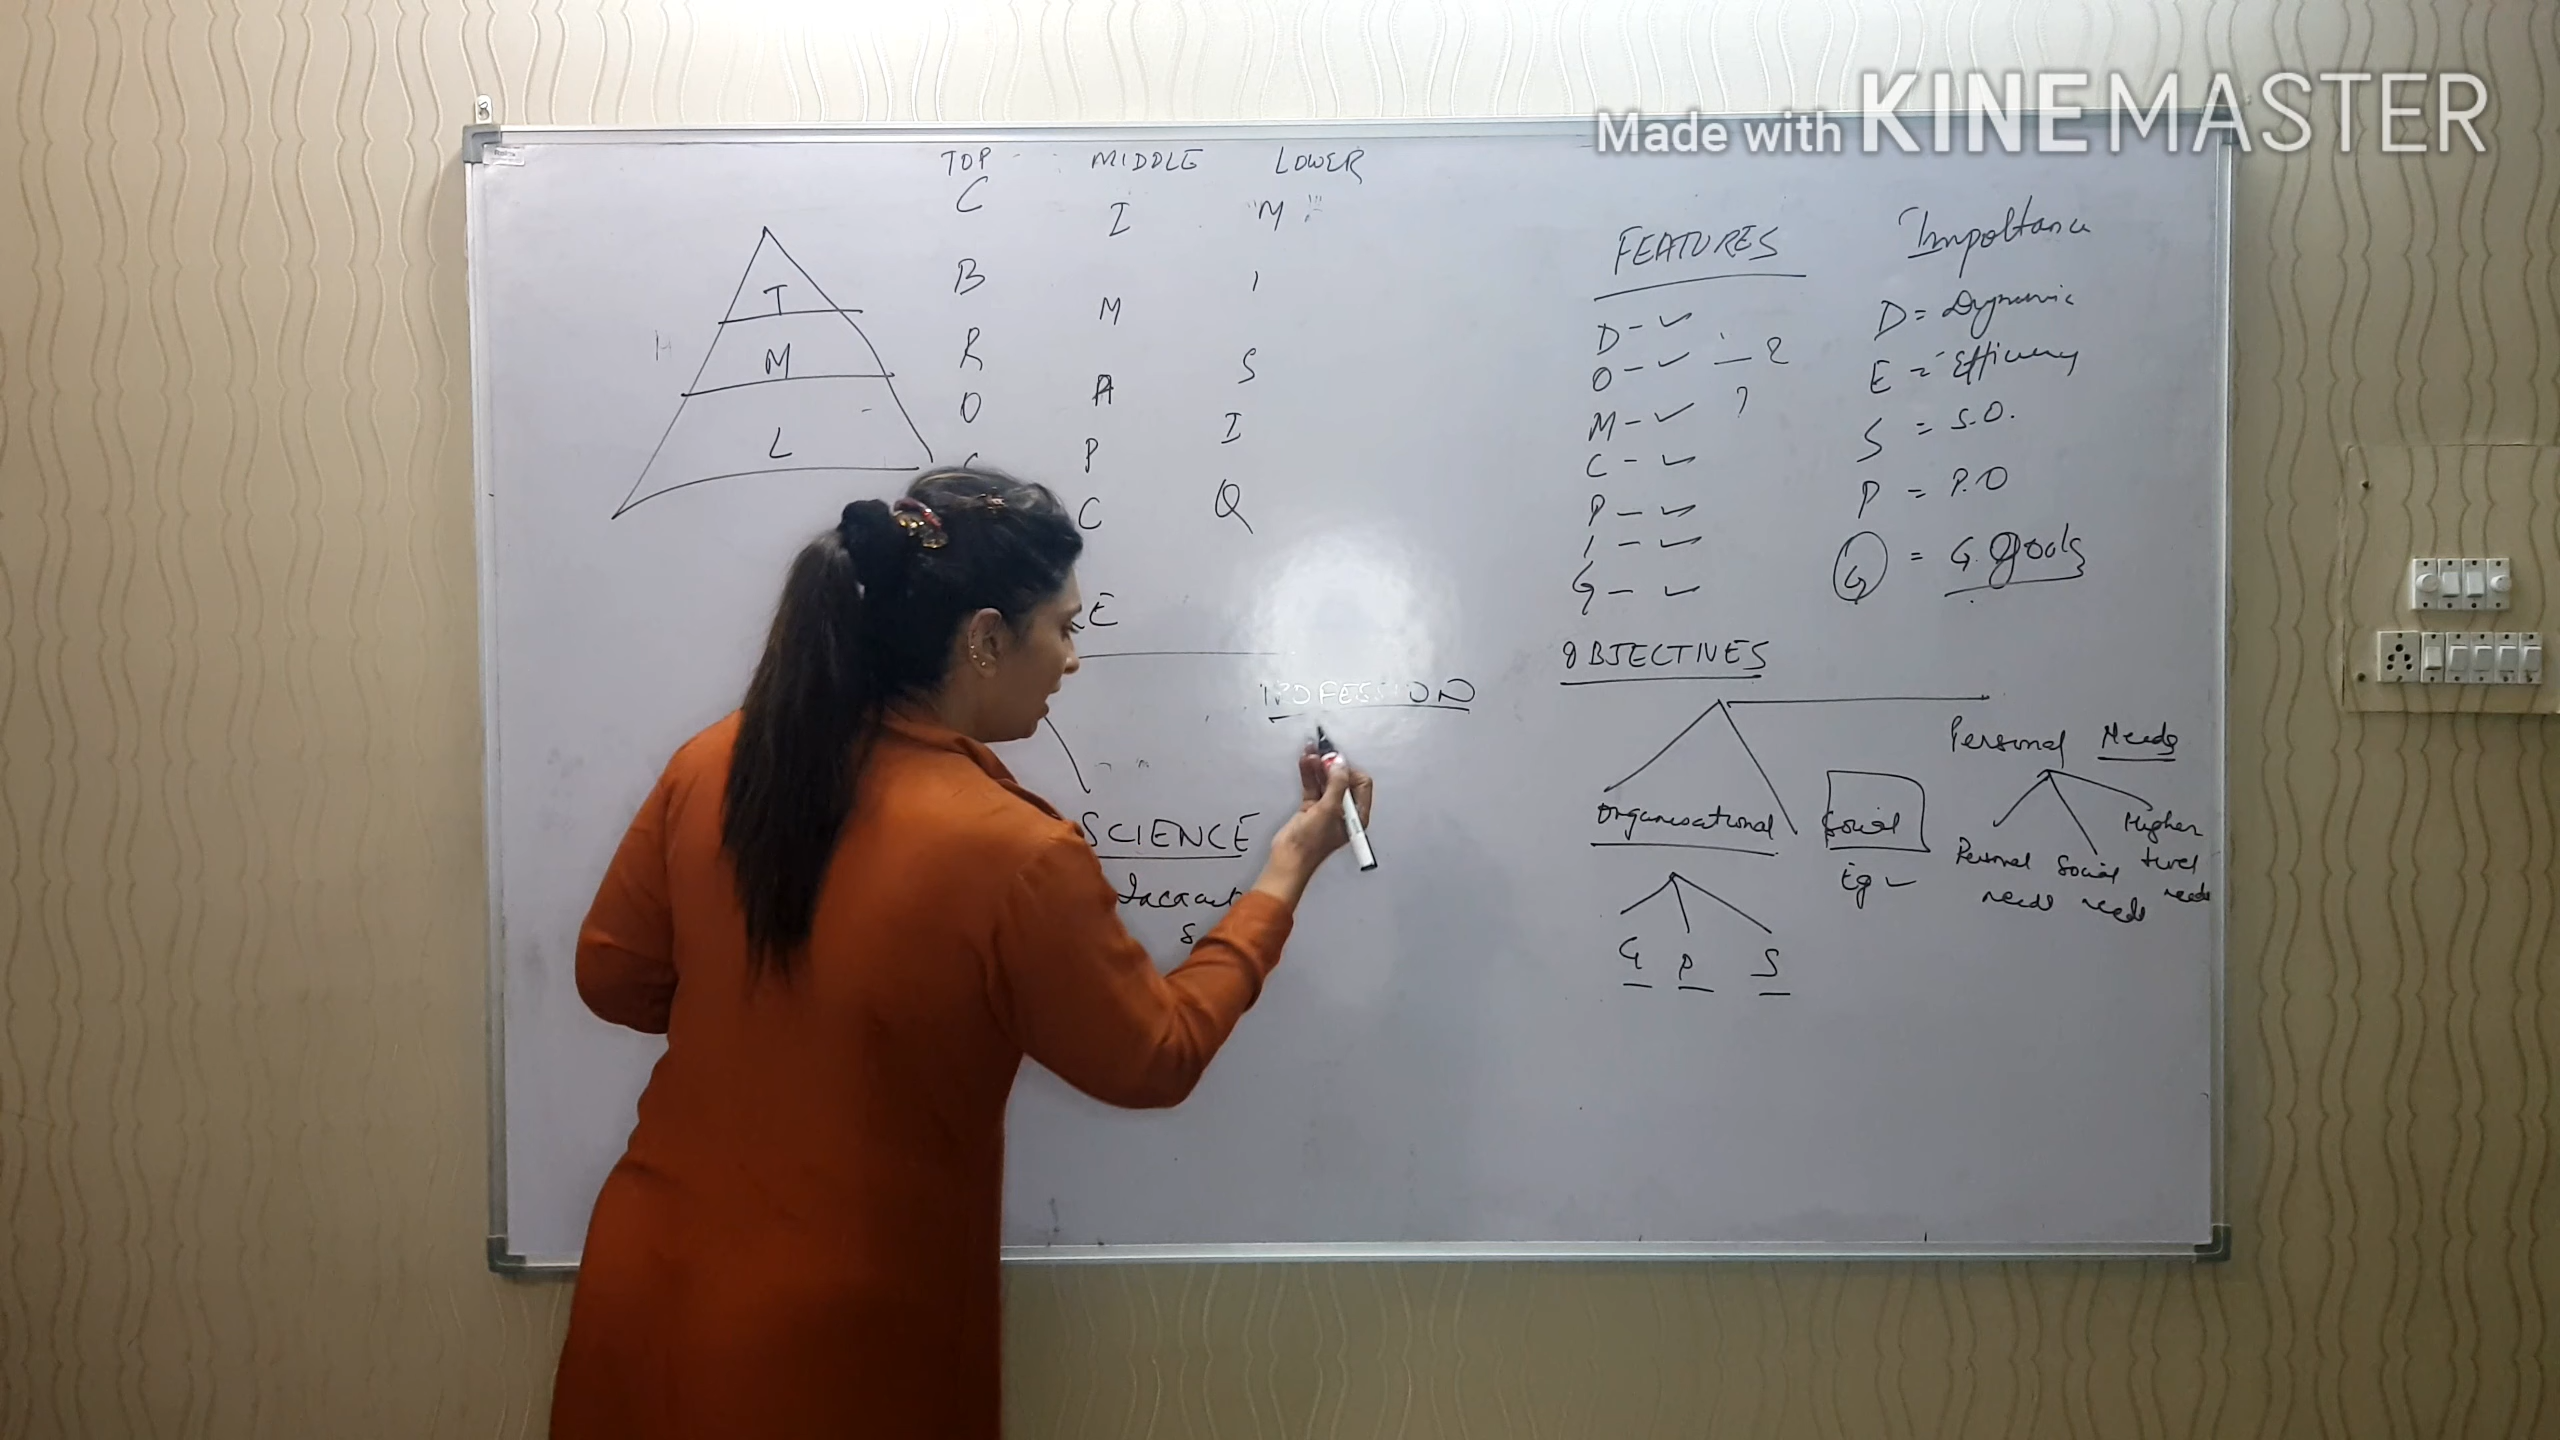 Made with KINEMASTER
TOP MIDDLE LOWER
C I "M"
B M I
R A S
O P I
C C Q
T
M
L
RE
PROFESSION
SCIENCE
FEATURES
D - ✓
O - ✓ - 2
M - ✓ ?
C - ✓
P - ✓
I - ✓
G - ✓
Importance
D = Dynamic
E = Efficiency
S = S.O.
P = P.O
G = G. goals
OBJECTIVES
Organisational Social
Eg ✓
G P S
Personal Needs
Personal needs
Social needs
Higher level needs